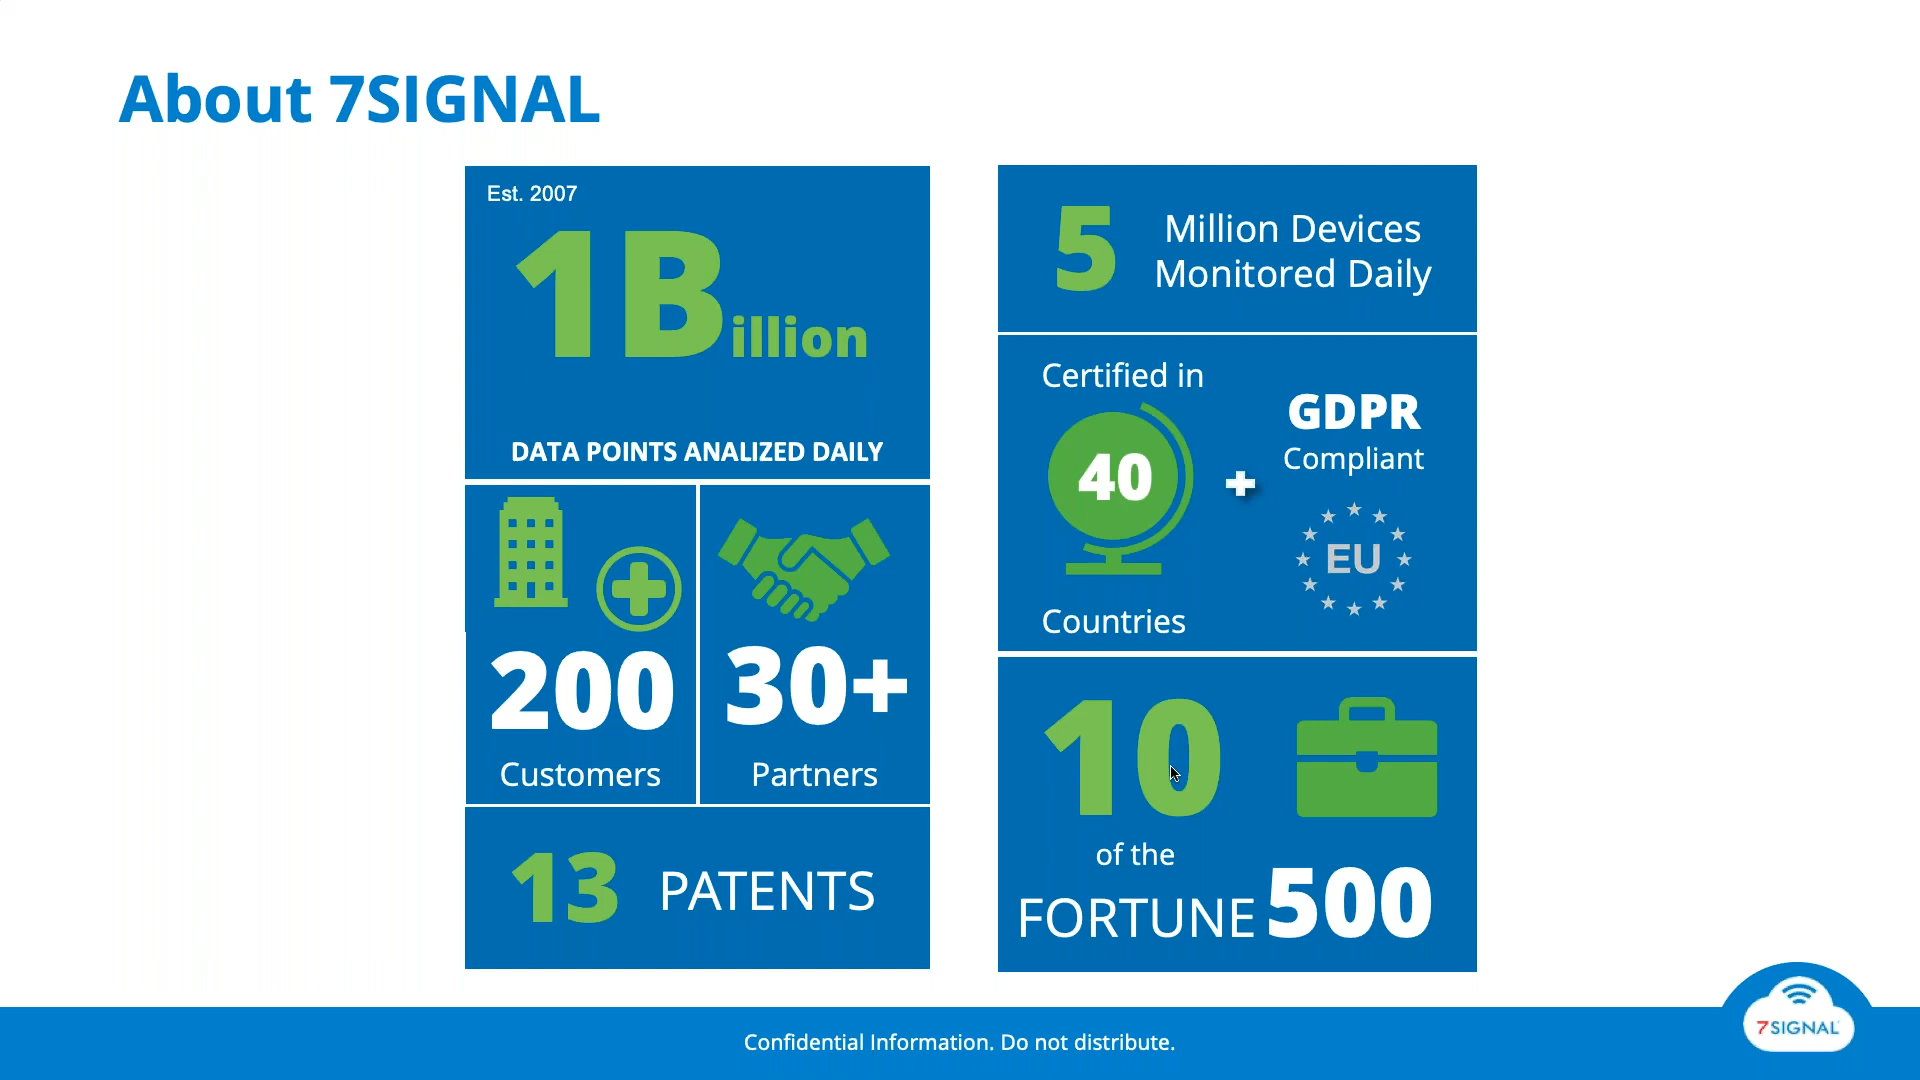 About 7SIGNAL
Est. 2007
1Billion
DATA POINTS ANALIZED DAILY
200
Customers
30+
Partners
13 PATENTS
5
Million Devices
Monitored Daily
Certified in
40
Countries
GDPR
Compliant
EU
10
of the
FORTUNE 500
Confidential Information. Do not distribute.
7SIGNAL